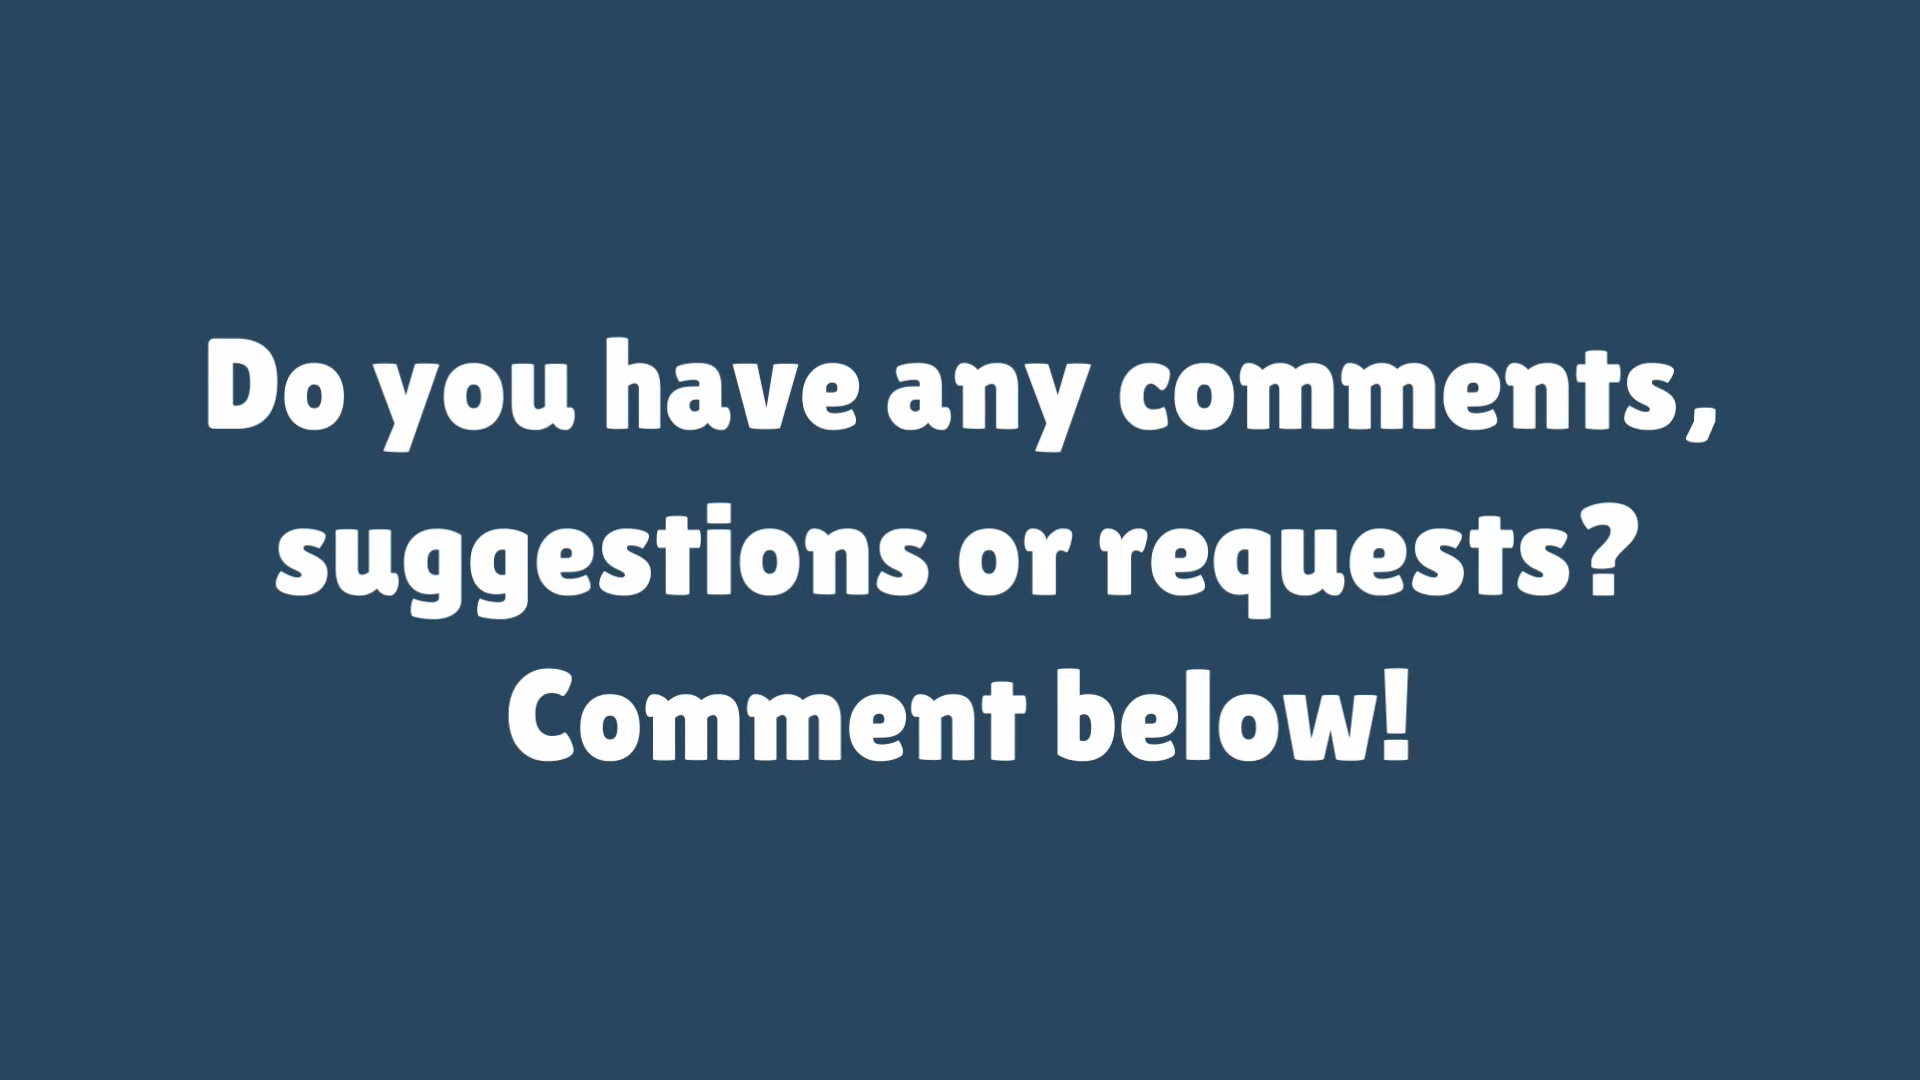 Do you have any comments,
suggestions or requests?
Comment below!